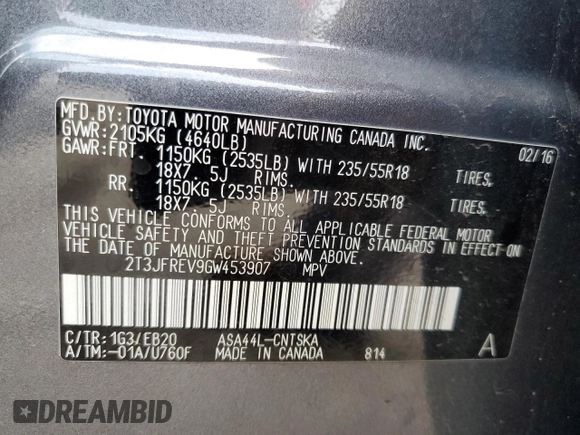 MFD.BY:TOYOTA MOTOR MANUFACTURING CANADA INC.
GVWR:2105KG (4640LB) 02/16
GAWR:FRT. 1150KG (2535LB) WITH 235/55R18 TIRES,
18X7. 5J RIMS.
RR. 1150KG (2535LB) WITH 235/55R18 TIRES,
18X7. 5J RIMS.
THIS VEHICLE CONFORMS TO ALL APPLICABLE FEDERAL MOTOR
VEHICLE SAFETY AND THEFT PREVENTION STANDARDS IN EFFECT ON
THE DATE OF MANUFACTURE SHOWN ABOVE.
2T3JFREV9GW453907 MPV
C/TR:1G3/EB20 ASA44L-CNTSKA
A/TM:-01A/U760F MADE IN CANADA 814 A
DREAMBID